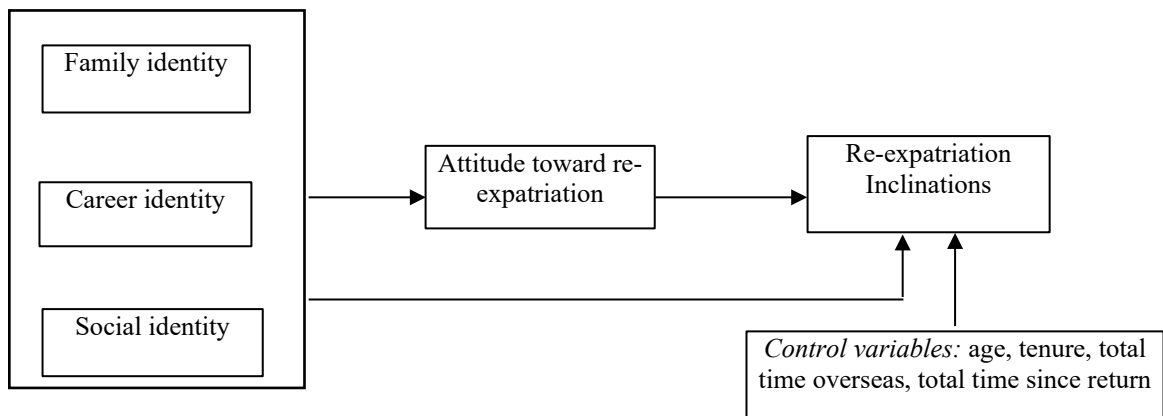 Family identity
Career identity
Social identity
Attitude toward re-
expatriation
Re-expatriation
Inclinations
Control variables: age, tenure, total
time overseas, total time since return